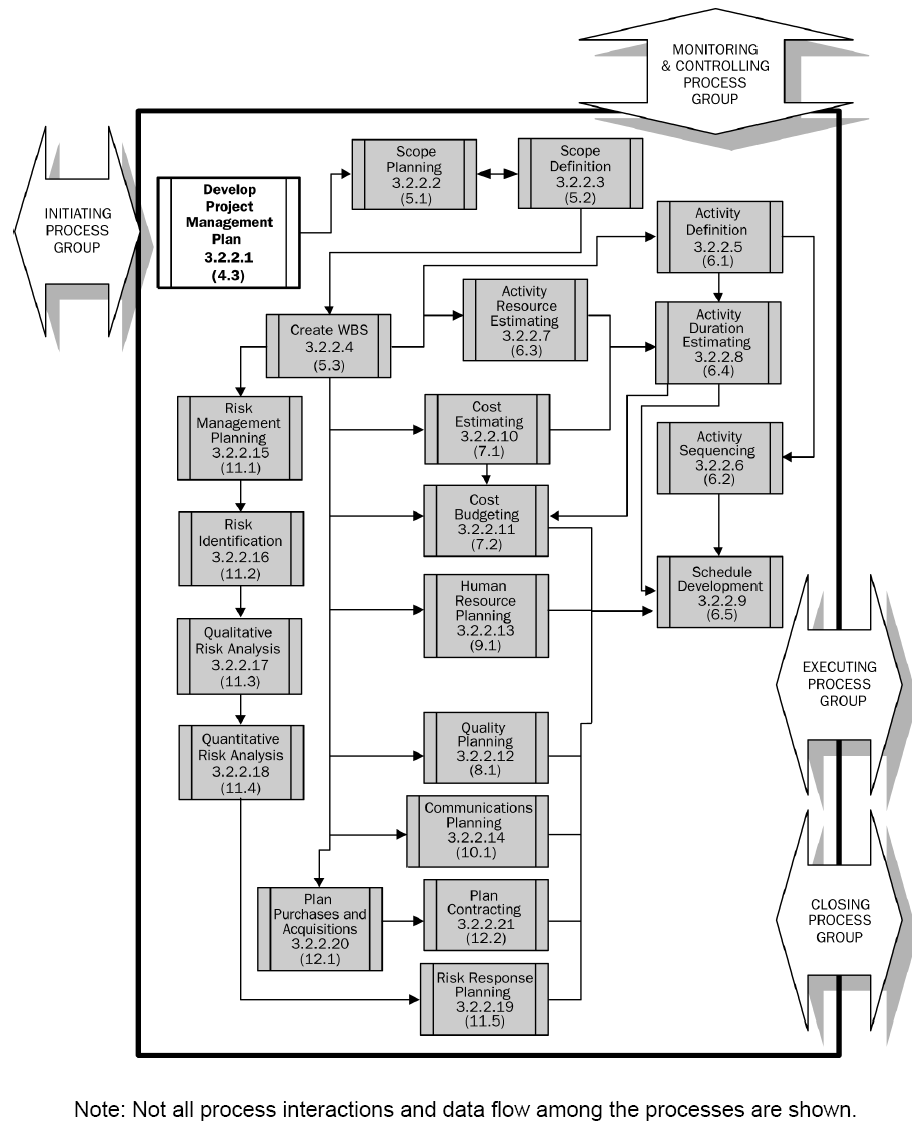 MONITORING
& CONTROLLING
PROCESS
GROUP
INITIATING
PROCESS
GROUP
Develop
Project
Management
Plan
3.2.2.1
(4.3)
Scope
Planning
3.2.2.2
(5.1)
Scope
Definition
3.2.2.3
(5.2)
Activity
Definition
3.2.2.5
(6.1)
Create WBS
3.2.2.4
(5.3)
Activity
Resource
Estimating
3.2.2.7
(6.3)
Activity
Duration
Estimating
3.2.2.8
(6.4)
Risk
Management
Planning
3.2.2.15
(11.1)
Cost
Estimating
3.2.2.10
(7.1)
Activity
Sequencing
3.2.2.6
(6.2)
Risk
Identification
3.2.2.16
(11.2)
Cost
Budgeting
3.2.2.11
(7.2)
Human
Resource
Planning
3.2.2.13
(9.1)
Schedule
Development
3.2.2.9
(6.5)
Qualitative
Risk Analysis
3.2.2.17
(11.3)
EXECUTING
PROCESS
GROUP
Quantitative
Risk Analysis
3.2.2.18
(11.4)
Quality
Planning
3.2.2.12
(8.1)
Communications
Planning
3.2.2.14
(10.1)
Plan
Purchases and
Acquisitions
3.2.2.20
(12.1)
Plan
Contracting
3.2.2.21
(12.2)
CLOSING
PROCESS
GROUP
Risk Response
Planning
3.2.2.19
(11.5)
Note: Not all process interactions and data flow among the processes are shown.